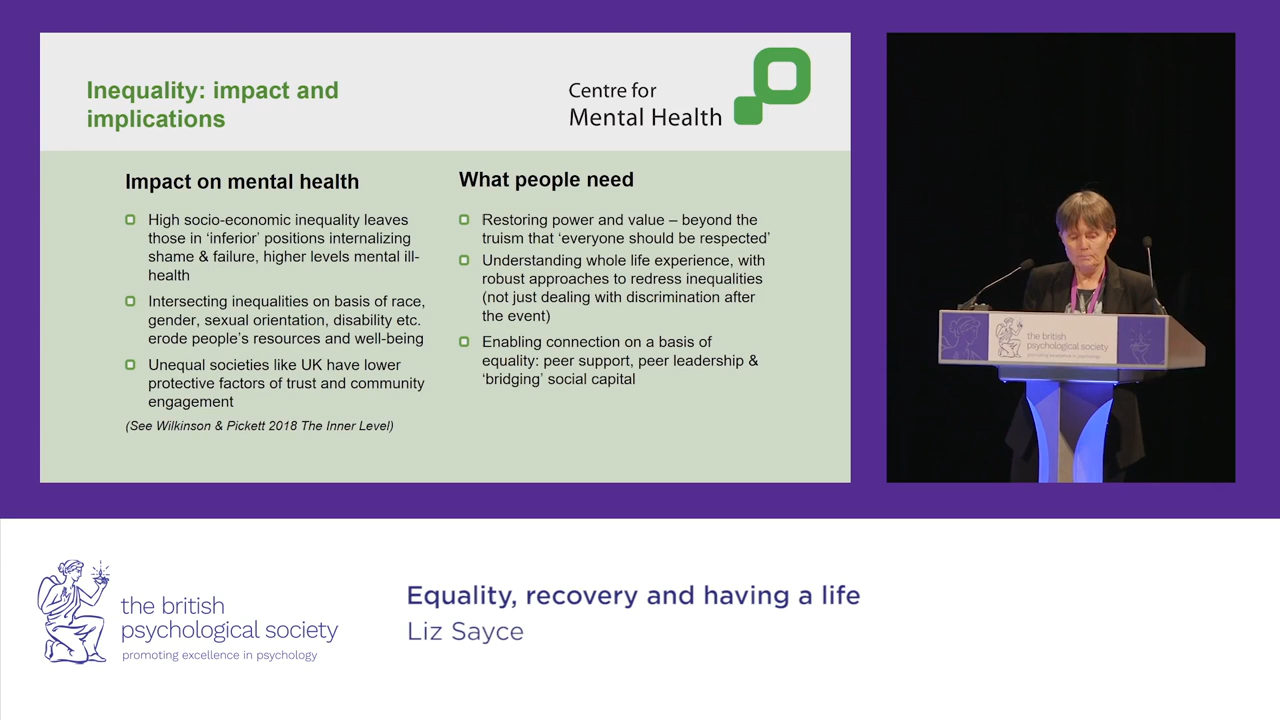 Inequality: impact and
implications
Centre for
Mental Health
Impact on mental health
High socio-economic inequality leaves
those in ‘inferior’ positions internalizing
shame & failure, higher levels mental ill-
health
Intersecting inequalities on basis of race,
gender, sexual orientation, disability etc.
erode people’s resources and well-being
Unequal societies like UK have lower
protective factors of trust and community
engagement
(See Wilkinson & Pickett 2018 The Inner Level)
What people need
Restoring power and value – beyond the
truism that ‘everyone should be respected’
Understanding whole life experience, with
robust approaches to redress inequalities
(not just dealing with discrimination after
the event)
Enabling connection on a basis of
equality: peer support, peer leadership &
‘bridging’ social capital
the british
psychological society
promoting excellence in psychology
the british
psychological society
promoting excellence in psychology
Equality, recovery and having a life
Liz Sayce